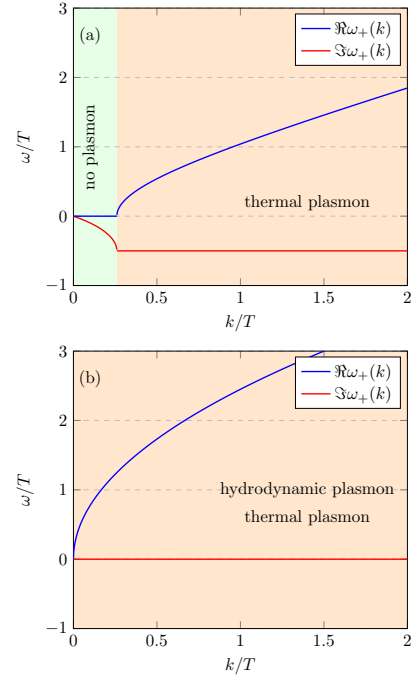 (a)
ℜω₊(k)
ℑω₊(k)
no plasmon
thermal plasmon
ω/T
3
2
1
0
−1
0
0.5
1
1.5
2
k/T
(b)
ℜω₊(k)
ℑω₊(k)
hydrodynamic plasmon
thermal plasmon
ω/T
3
2
1
0
−1
0
0.5
1
1.5
2
k/T